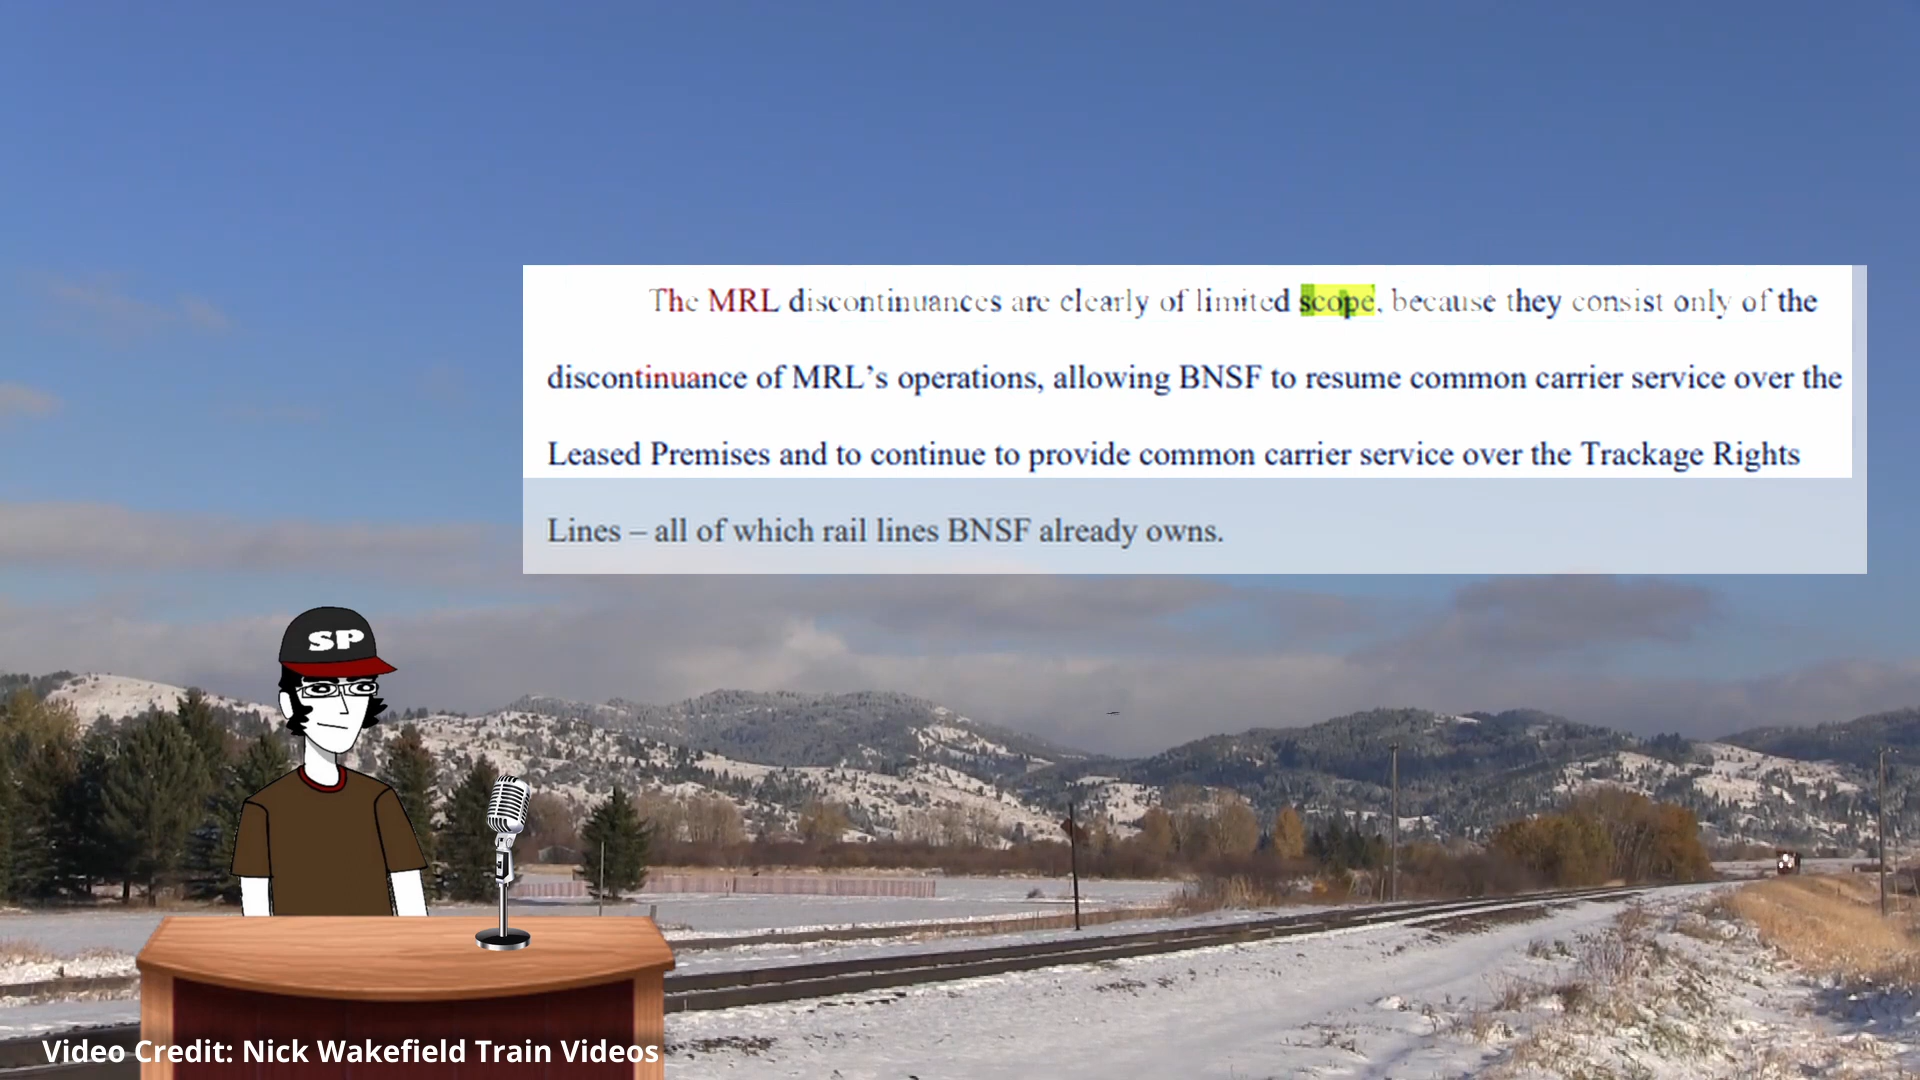 The MRL discontinuances are clearly of limited scope, because they consist only of the
discontinuance of MRL’s operations, allowing BNSF to resume common carrier service over the
Leased Premises and to continue to provide common carrier service over the Trackage Rights
Lines – all of which rail lines BNSF already owns.
SP
Video Credit: Nick Wakefield Train Videos